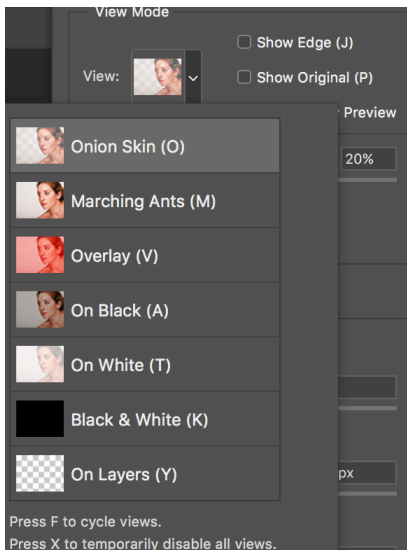 View Mode
Show Edge (J)
View:
Show Original (P)
Preview
Onion Skin (O)
20%
Marching Ants (M)
Overlay (V)
On Black (A)
On White (T)
Black & White (K)
On Layers (Y)
px
Press F to cycle views.
Press X to temporarily disable all views.